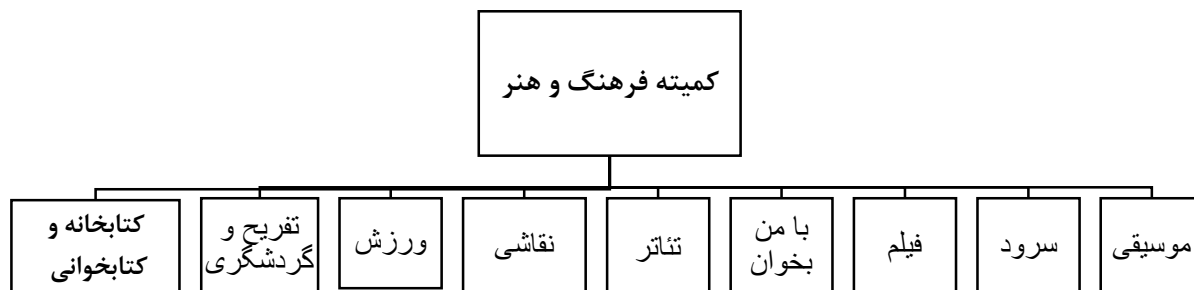 کمیته فرهنگ و هنر
موسیقی
سرود
فیلم
با من
بخوان
تئاتر
نقاشی
ورزش
تفریح و
گردشگری
کتابخانه و
کتابخوانی